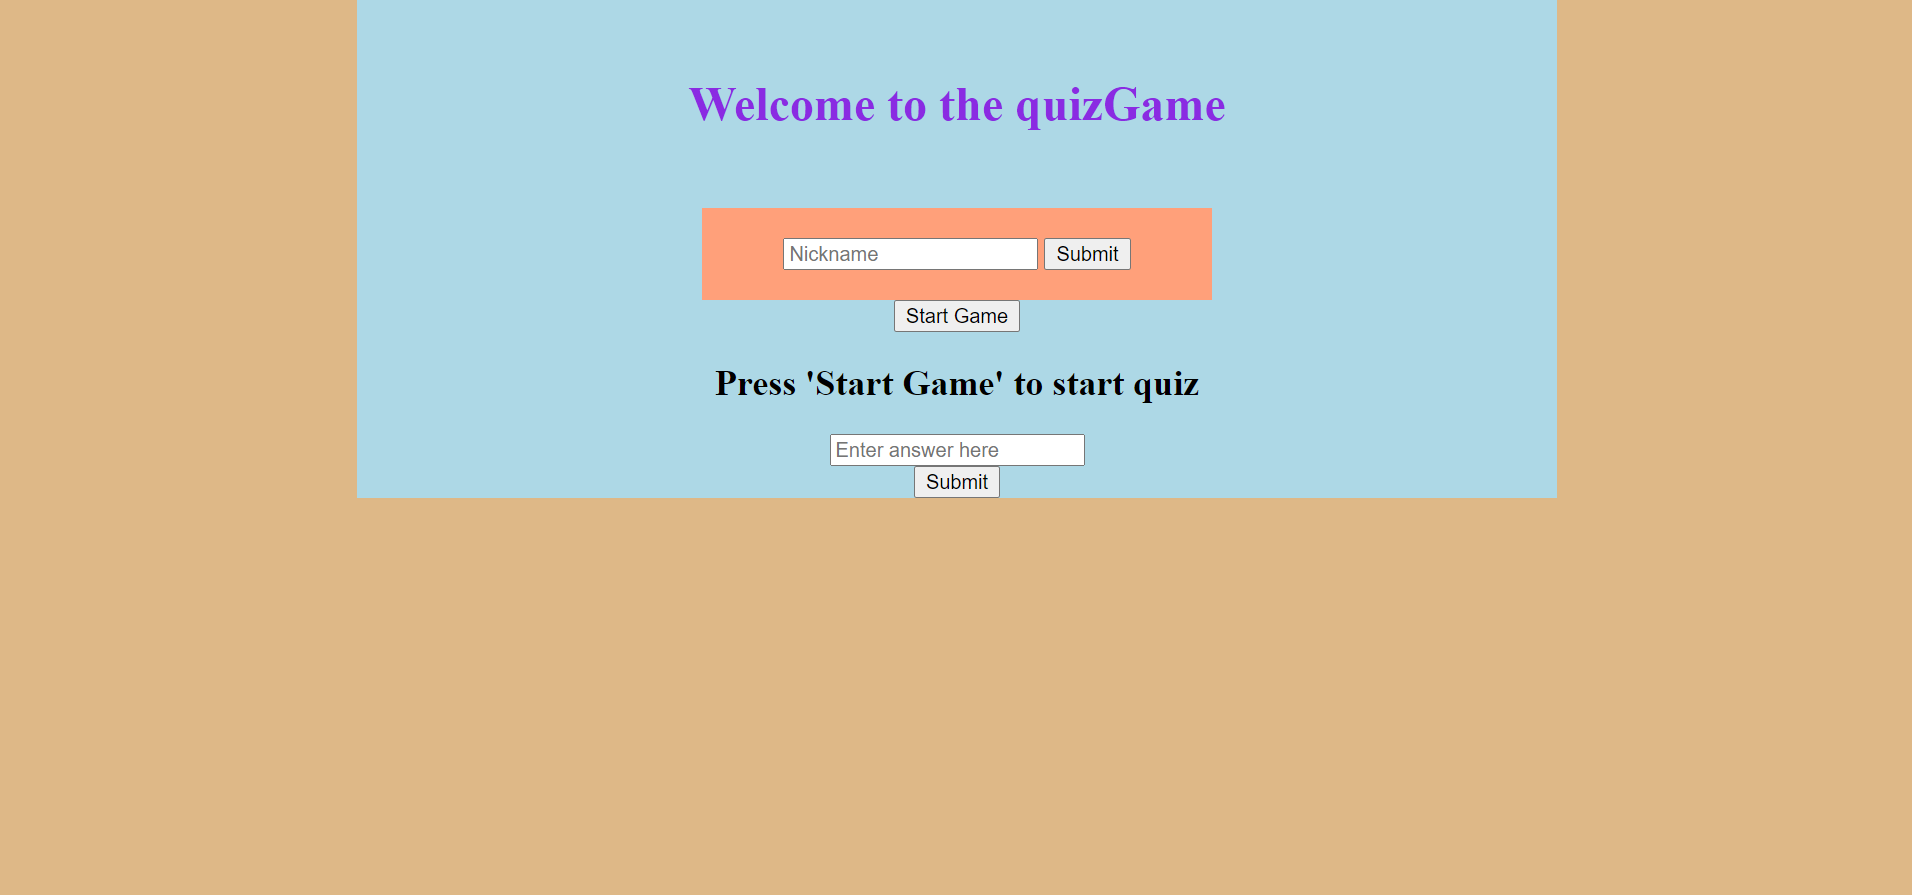 Welcome to the quizGame
Nickname Submit
Start Game
Press 'Start Game' to start quiz
Enter answer here
Submit